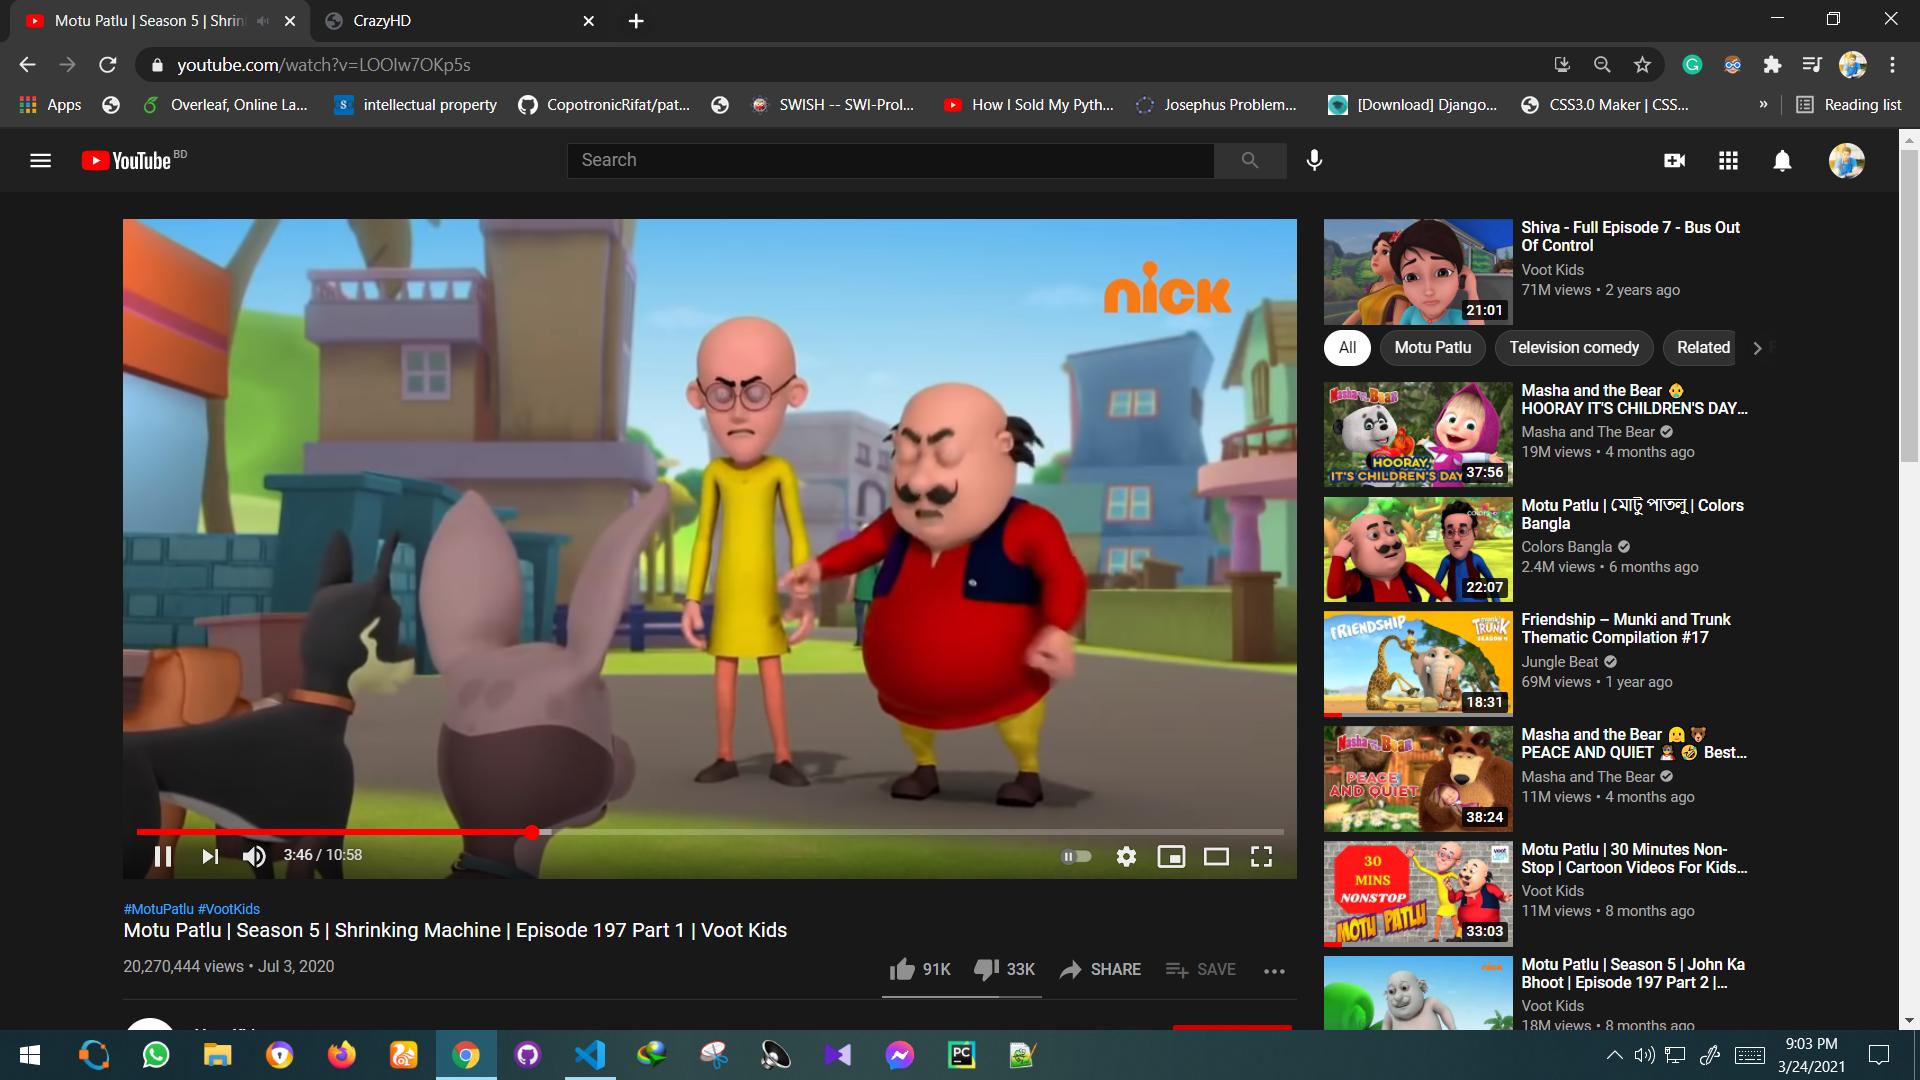 Motu Patlu | Season 5 | Shrin
CrazyHD
youtube.com/watch?v=LOOIw7OKp5s
Apps
Overleaf, Online La...
intellectual property
CopotronicRifat/pat...
SWISH -- SWI-Prol...
How I Sold My Pyth...
Josephus Problem...
[Download] Django...
CSS3.0 Maker | CSS...
»
Reading list
YouTube BD
Search
nick
3:46 / 10:58
#MotuPatlu #VootKids
Motu Patlu | Season 5 | Shrinking Machine | Episode 197 Part 1 | Voot Kids
20,270,444 views • Jul 3, 2020
91K
33K
SHARE
SAVE
21:01
Shiva - Full Episode 7 - Bus Out
Of Control
Voot Kids
71M views • 2 years ago
All
Motu Patlu
Television comedy
Related
HOORAY,
IT'S CHILDREN'S DAY
37:56
Masha and the Bear 👶
HOORAY IT'S CHILDREN'S DAY...
Masha and The Bear
19M views • 4 months ago
22:07
Motu Patlu | মোটু পাতলু | Colors
Bangla
Colors Bangla
2.4M views • 6 months ago
FRIENDSHIP
TRUNK
18:31
Friendship – Munki and Trunk
Thematic Compilation #17
Jungle Beat
69M views • 1 year ago
PEACE
AND QUIET
38:24
Masha and the Bear 👱‍♀️ 🐻
PEACE AND QUIET 👩‍🎓 🤣 Best...
Masha and The Bear
11M views • 4 months ago
30
MINS
NONSTOP
MOTU PATLU
33:03
Motu Patlu | 30 Minutes Non-
Stop | Cartoon Videos For Kids...
Voot Kids
11M views • 8 months ago
nick
Motu Patlu | Season 5 | John Ka
Bhoot | Episode 197 Part 2 |...
Voot Kids
18M views • 8 months ago
PC
9:03 PM
3/24/2021